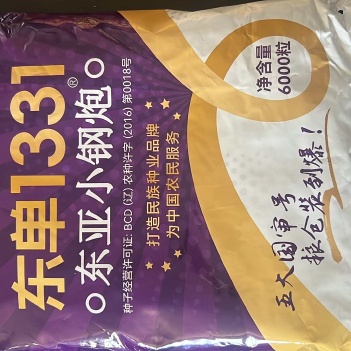 东单1331®
东亚小钢炮
种子经营许可证: BCD (辽) 农种许字 (2016) 第0018号
打造民族种业品牌
为中国农民服务
净含量
6000粒
五大国审号
粮仓装到爆!